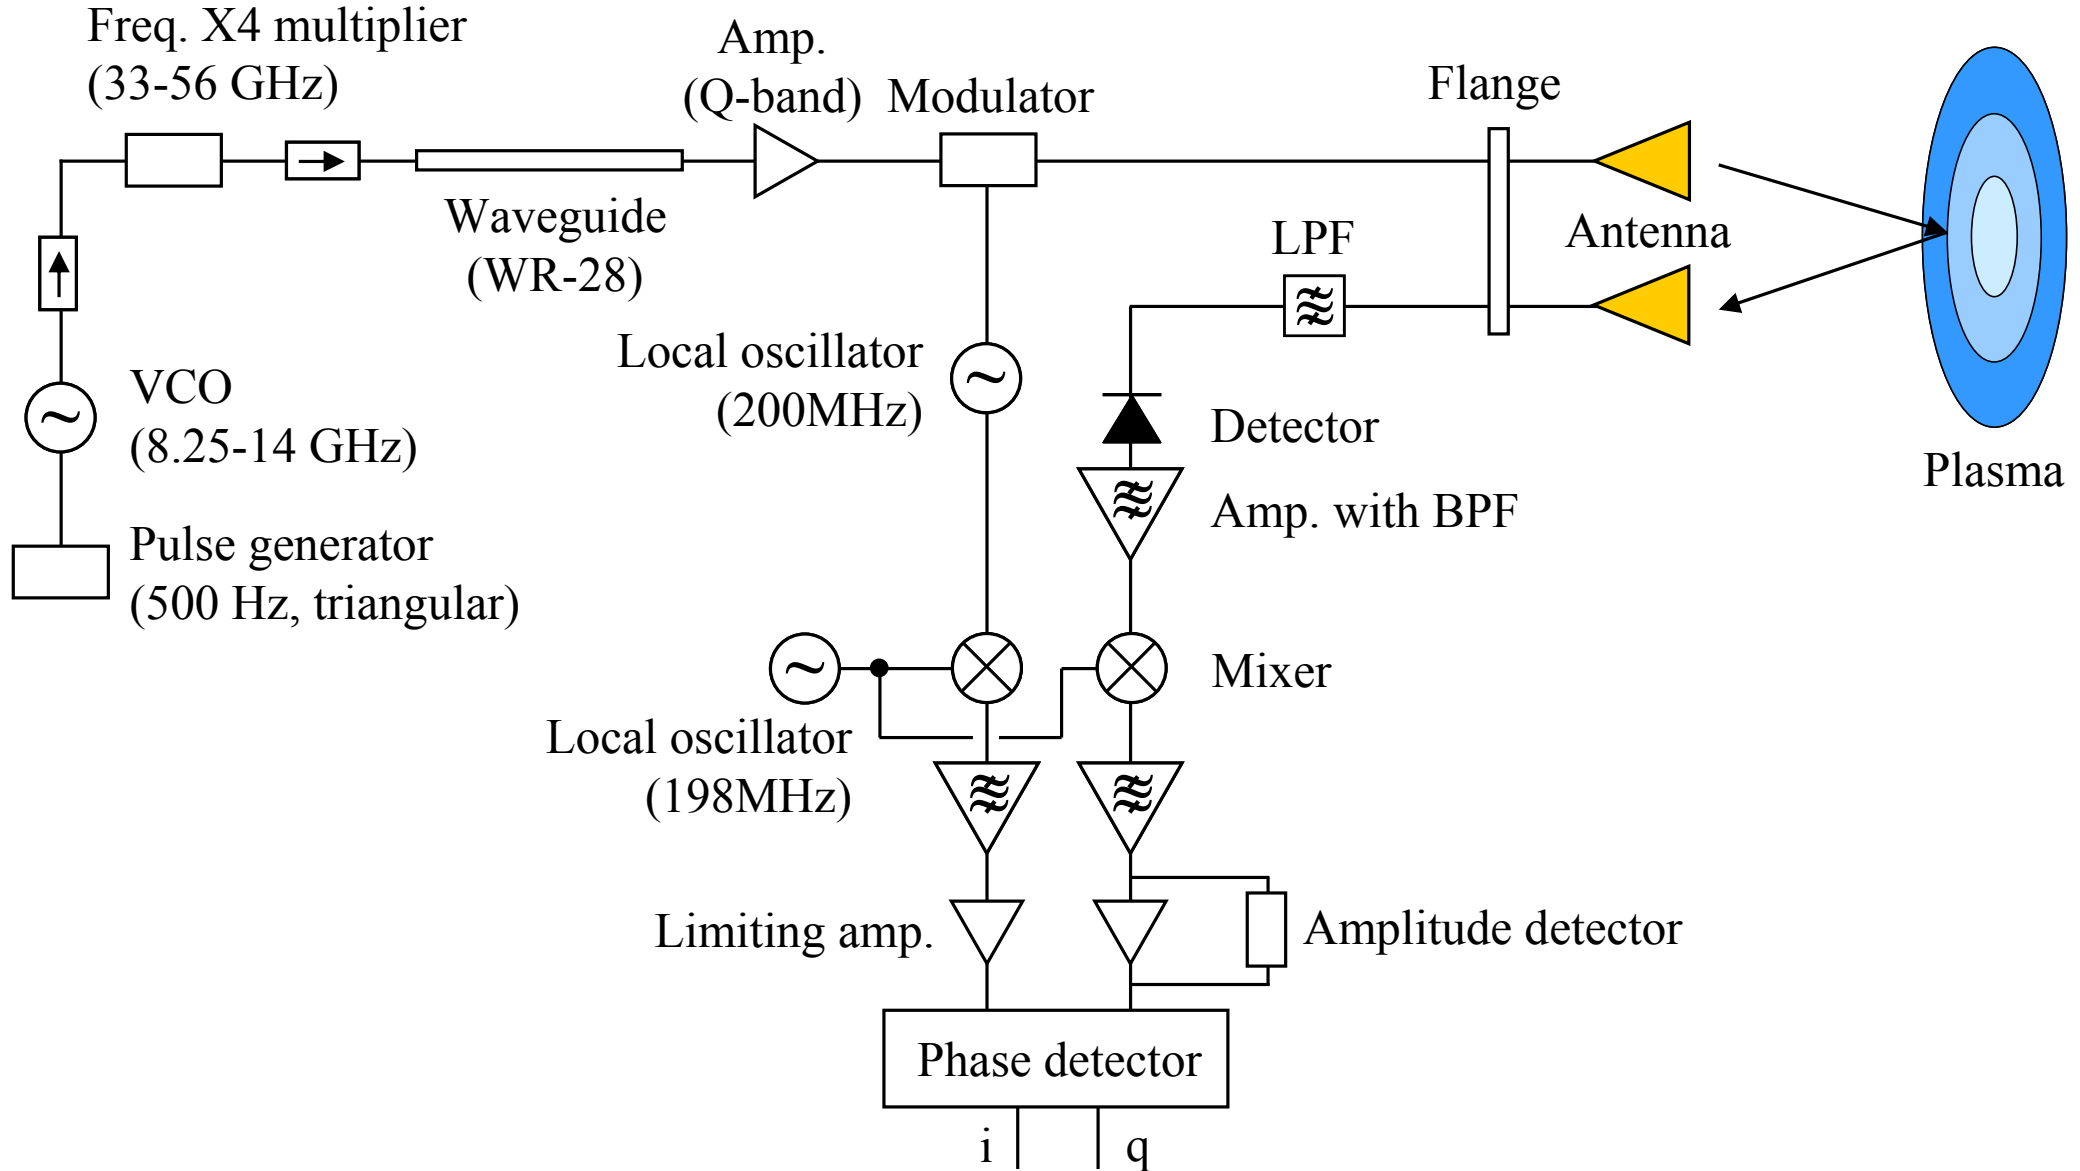 Freq. X4 multiplier
(33-56 GHz)
Amp.
(Q-band)
Modulator
Flange
Waveguide
(WR-28)
LPF
Antenna
Local oscillator
(200MHz)
VCO
(8.25-14 GHz)
Detector
Plasma
Amp. with BPF
Pulse generator
(500 Hz, triangular)
Mixer
Local oscillator
(198MHz)
Limiting amp.
Amplitude detector
Phase detector
i
q